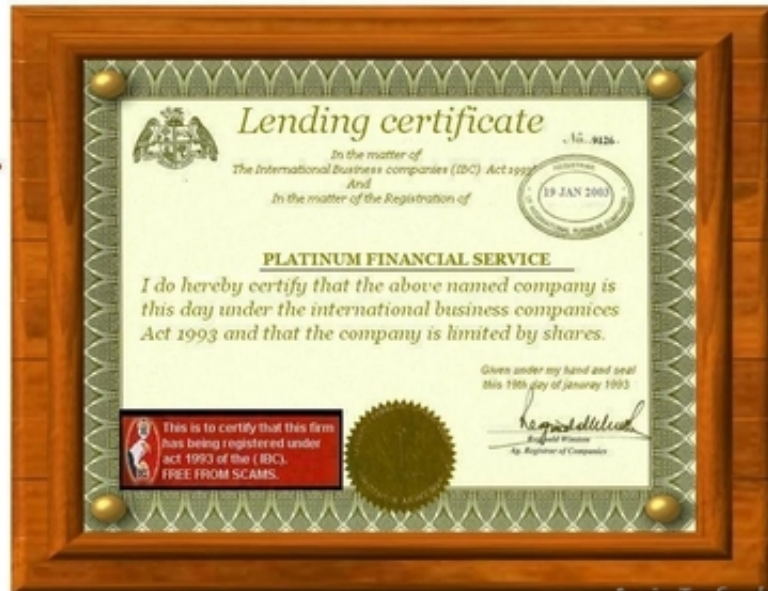 Lending certificate
No. 9126
In the matter of
The International Business companies (IBC) Act 1993
And
In the matter of the Registration of
19 JAN 2003
PLATINUM FINANCIAL SERVICE
I do hereby certify that the above named company is
this day under the international business companices
Act 1993 and that the company is limited by shares.
Given under my hand and seal
this 19th day of januray 1993
Reginald Winston
Ag. Registrar of Companies
This is to certify that this firm
has being registered under
act 1993 of the ( IBC).
FREE FROM SCAMS.